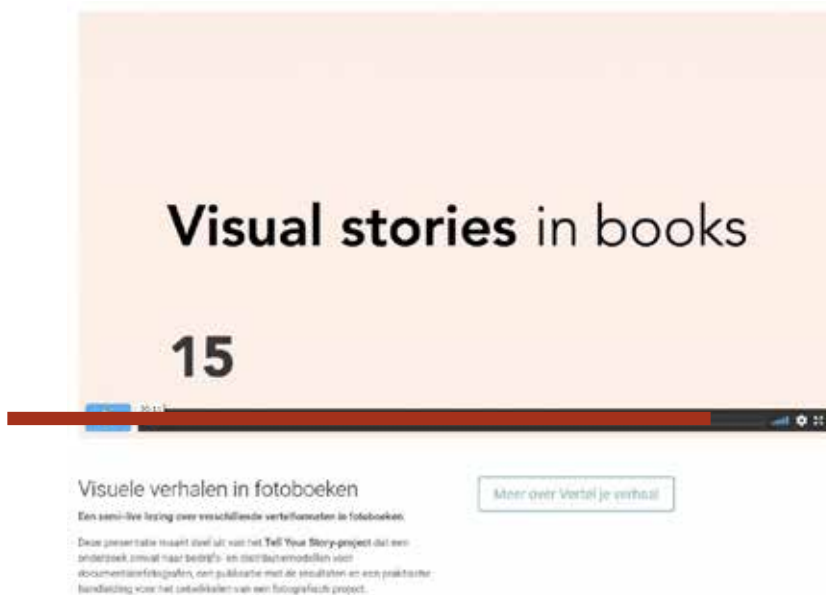 Visual stories in books
15
Visuele verhalen in fotoboeken
Meer over Vertel je verhaal
Een semi-live lezing over verschillende vertelformaten in fotoboeken.
Deze presentatie maakt deel uit van het Tell Your Story-project dat een
onderzoek omvat naar bedrijfs- en distributiemodellen voor
documentairefotografen, een publicatie met de resultaten en een praktische
handleiding voor het ontwikkelen van een fotografisch project.